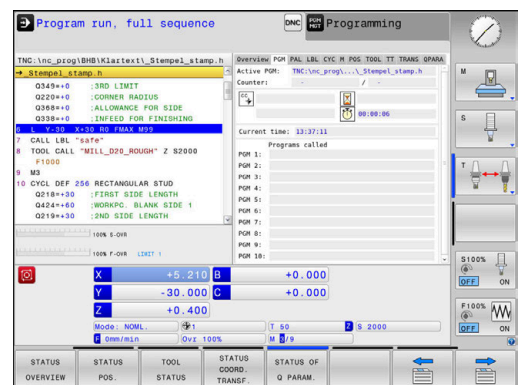 Program run, full sequence
DNC
PGM MGT
Programming
TNC:\nc_prog\BHB\Klartext\_Stempel_stamp.h
→_Stempel_stamp.h
Q349=+0 ;3RD LIMIT
Q220=+0 ;CORNER RADIUS
Q368=+0 ;ALLOWANCE FOR SIDE
Q338=+0 ;INFEED FOR FINISHING
6 L Y-30 X+30 R0 FMAX M99
7 CALL LBL "safe"
8 TOOL CALL "MILL_D20_ROUGH" Z S2000
F1000
9 M3
10 CYCL DEF 256 RECTANGULAR STUD
Q218=+30 ;FIRST SIDE LENGTH
Q424=+60 ;WORKPC. BLANK SIDE 1
Q219=+30 ;2ND SIDE LENGTH
100% S-OVR
100% F-OVR LIMIT 1
Overview PGM PAL LBL CYC M POS TOOL TT TRANS QPARA
Active PGM: TNC:\nc_prog\...\_Stempel_stamp.h
Counter: - / -
CC
00:00:06
Current time: 13:37:11
Programs called
PGM 1:
PGM 2:
PGM 3:
PGM 4:
PGM 5:
PGM 6:
PGM 7:
PGM 8:
PGM 9:
PGM 10:
X +5.210 B +0.000
Y -30.000 C +0.000
Z +0.400
Mode: NOML. 1 T 50 Z S 2000
F 0mm/min Ovr 100% M 5/9
M
S
T
S100%
OFF ON
F100%
OFF ON
STATUS OVERVIEW
STATUS POS.
TOOL STATUS
STATUS COORD. TRANSF.
STATUS OF Q PARAM.